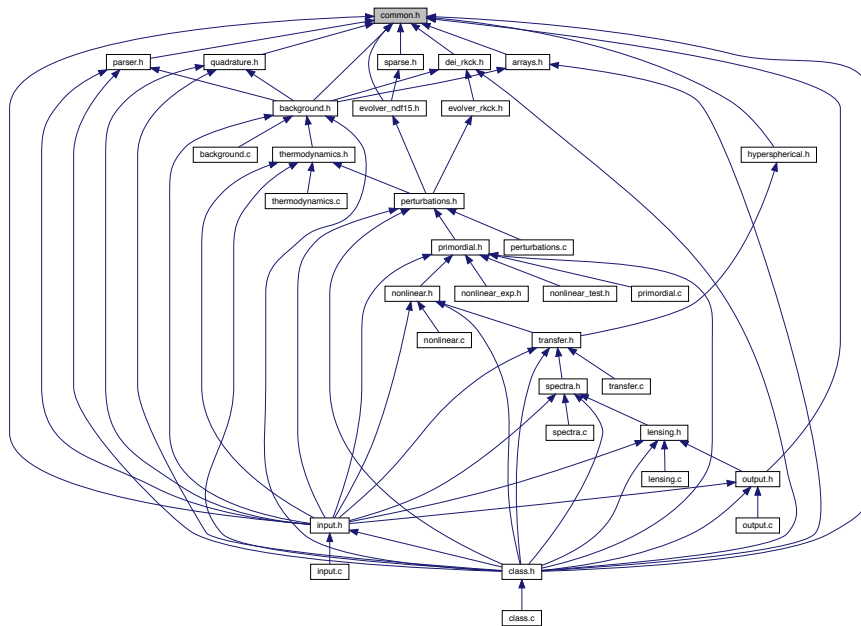 common.h
parser.h
quadrature.h
sparse.h
dei_rkck.h
arrays.h
background.h
evolver_ndf15.h
evolver_rkck.h
background.c
thermodynamics.h
hyperspherical.h
thermodynamics.c
perturbations.h
primordial.h
perturbations.c
nonlinear.h
nonlinear_exp.h
nonlinear_test.h
primordial.c
nonlinear.c
transfer.h
spectra.h
transfer.c
spectra.c
lensing.h
lensing.c
output.h
input.h
output.c
input.c
class.h
class.c